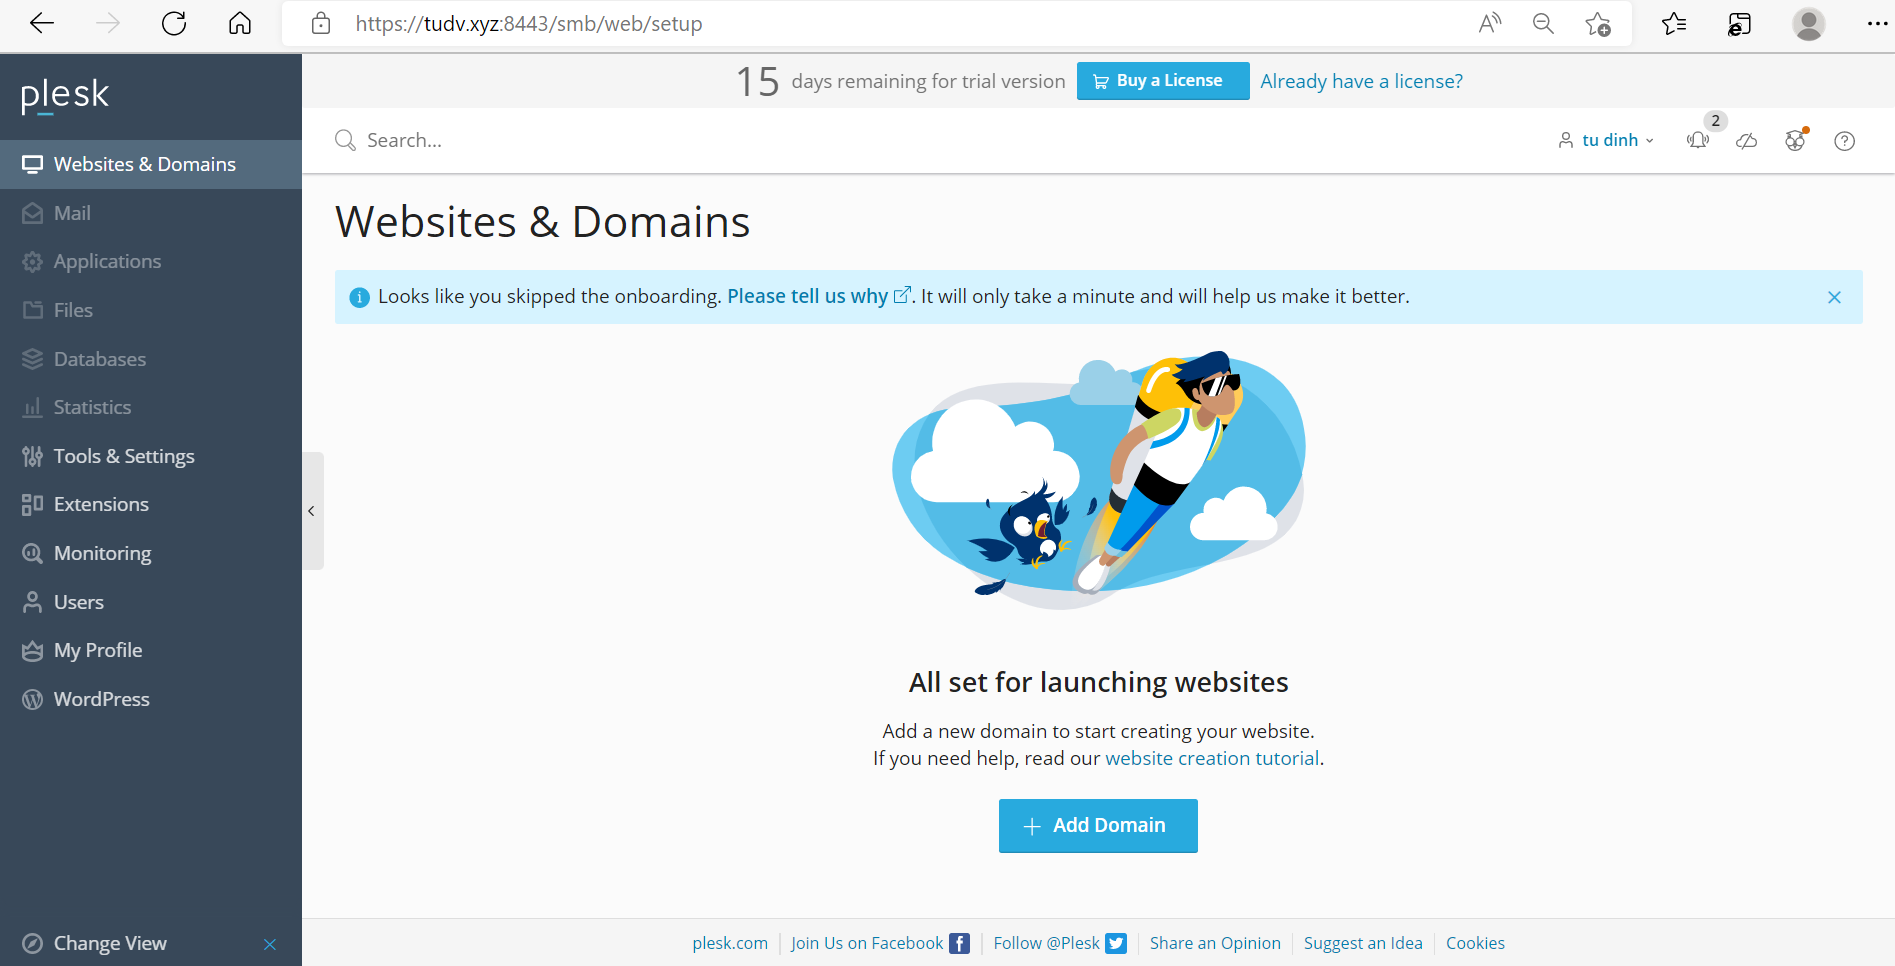 https://tudv.xyz:8443/smb/web/setup
plesk
15 days remaining for trial version Buy a License Already have a license?
Search... tu dinh 2
Websites & Domains
Mail
Applications
Files
Databases
Statistics
Tools & Settings
Extensions
Monitoring
Users
My Profile
WordPress
Change View
Websites & Domains
Looks like you skipped the onboarding. Please tell us why. It will only take a minute and will help us make it better.
All set for launching websites
Add a new domain to start creating your website.
If you need help, read our website creation tutorial.
Add Domain
plesk.com Join Us on Facebook Follow @Plesk Share an Opinion Suggest an Idea Cookies